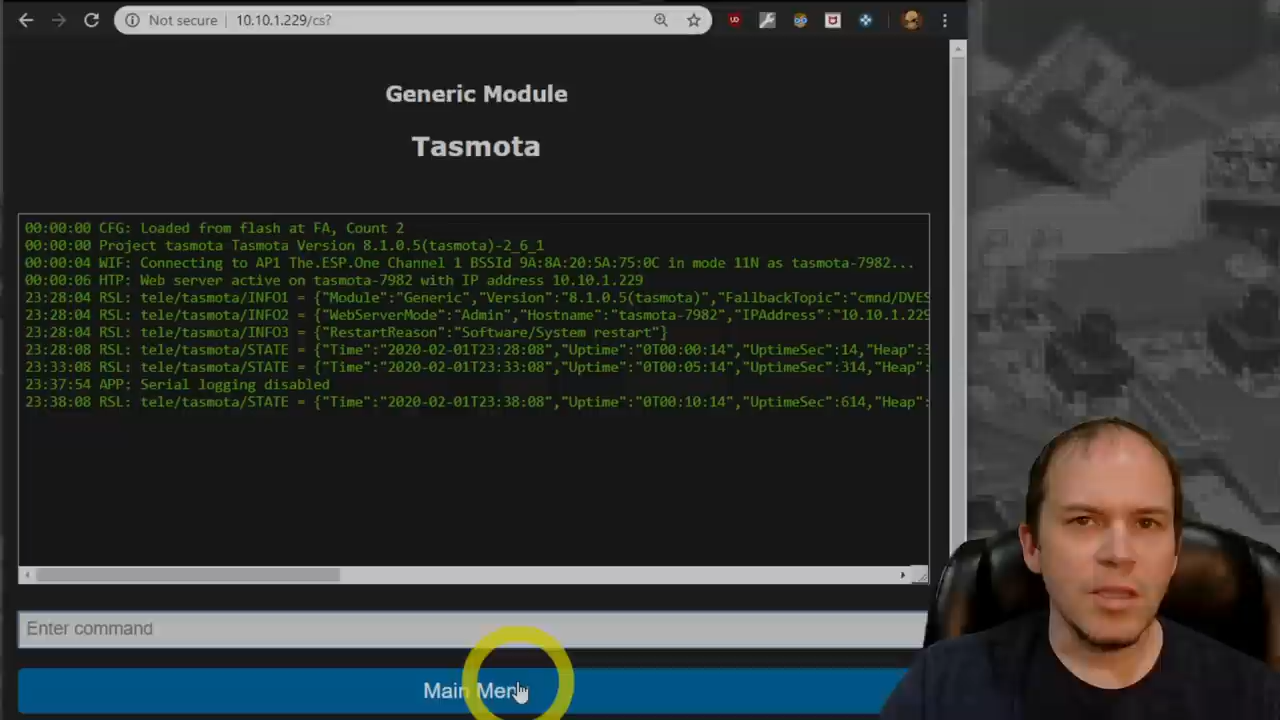 Not secure
10.10.1.229/cs?
Generic Module
Tasmota
00:00:00 CFG: Loaded from flash at FA, Count 2
00:00:00 Project tasmota Tasmota Version 8.1.0.5(tasmota)-2_6_1
00:00:04 WIF: Connecting to AP1 The.ESP.One Channel 1 BSSId 9A:8A:20:5A:75:0C in mode 11N as tasmota-7982...
00:00:06 HTP: Web server active on tasmota-7982 with IP address 10.10.1.229
23:28:04 RSL: tele/tasmota/INFO1 = {"Module":"Generic","Version":"8.1.0.5(tasmota)","FallbackTopic":"cmnd/DVES
23:28:04 RSL: tele/tasmota/INFO2 = {"WebServerMode":"Admin","Hostname":"tasmota-7982","IPAddress":"10.10.1.229
23:28:04 RSL: tele/tasmota/INFO3 = {"RestartReason":"Software/System restart"}
23:28:08 RSL: tele/tasmota/STATE = {"Time":"2020-02-01T23:28:08","Uptime":"0T00:00:14","UptimeSec":14,"Heap":3
23:33:08 RSL: tele/tasmota/STATE = {"Time":"2020-02-01T23:33:08","Uptime":"0T00:05:14","UptimeSec":314,"Heap":
23:37:54 APP: Serial logging disabled
23:38:08 RSL: tele/tasmota/STATE = {"Time":"2020-02-01T23:38:08","Uptime":"0T00:10:14","UptimeSec":614,"Heap":
Enter command
Main Menu